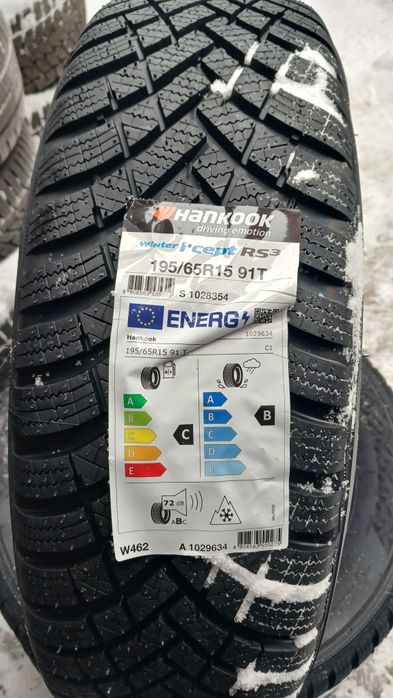 HANKOOK
driving emotion
winter i*cept RS3
195/65R15 91T
S 1028354
ENERG
Hankook 1029634
195/65R15 91 T C1
A A
B B
C C B
D D
E E
72 dB
ABC
W462 A 1029634